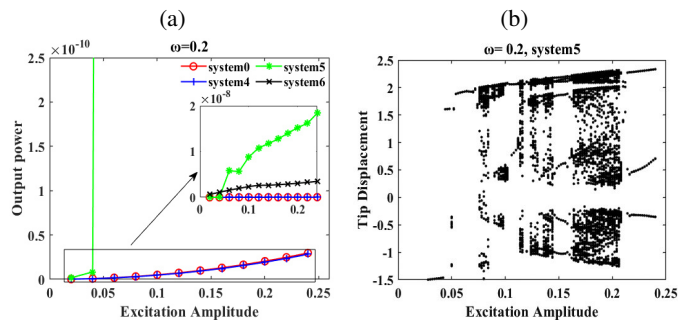 (a)
ω=0.2
×10⁻¹⁰
2.5
2
1.5
1
0.5
0
Output power
0 0.05 0.1 0.15 0.2 0.25
Excitation Amplitude
system0 system5
system4 system6
×10⁻⁸
2
1
0
0 0.1 0.2
(b)
ω= 0.2, system5
2.5
2
1.5
1
0.5
0
-0.5
-1
-1.5
Tip Displacement
0 0.05 0.1 0.15 0.2 0.25
Excitation Amplitude